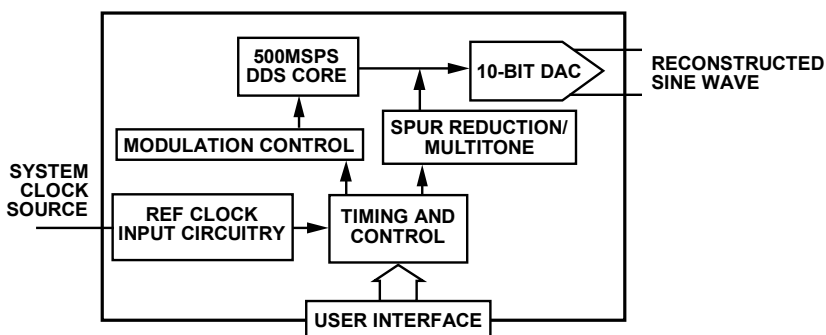 500MSPS
DDS CORE
10-BIT DAC
RECONSTRUCTED
SINE WAVE
MODULATION CONTROL
SPUR REDUCTION/
MULTITONE
SYSTEM
CLOCK
SOURCE
REF CLOCK
INPUT CIRCUITRY
TIMING AND
CONTROL
USER INTERFACE